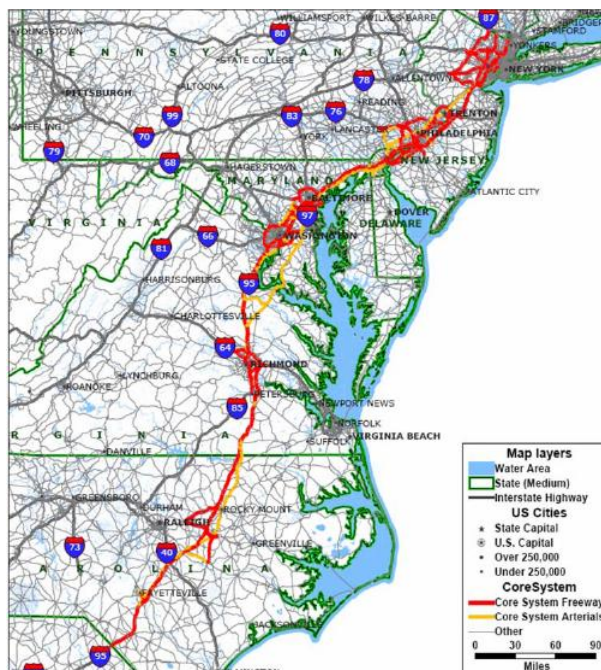 87
WILLIAMSPORT
WILKES-BARRE
BRIDGEPORT
YOUNGSTOWN
80
STAMFORD
YONKERS
PENNSYLVANIA
STATE COLLEGE
NEW YORK
78
ALLENTOWN
ALTOONA
PITTSBURGH
READING
99
83
76
TRENTON
WHEELING
70
YORK
LANCASTER
PHILADELPHIA
79
68
HAGERSTOWN
NEW JERSEY
MARYLAND
ATLANTIC CITY
BALTIMORE
97
DOVER
VIRGINIA
DELAWARE
66
WASHINGTON
81
HARRISONBURG
95
CHARLOTTESVILLE
64
RICHMOND
LYNCHBURG
ROANOKE
PETERSBURG
85
NEWPORT NEWS
NORFOLK
VIRGINIA BEACH
SUFFOLK
RGINIA
DANVILLE
GREENSBORO
DURHAM
ROCKY MOUNT
RALEIGH
73
40
GREENVILLE
AROLINA
FAYETTEVILLE
JACKSONVILLE
95
Map layers
Water Area
State (Medium)
Interstate Highway
US Cities
State Capital
U.S. Capital
Over 250,000
Under 250,000
CoreSystem
Core System Freeway
Core System Arterials
Other
0 30 60 90
Miles